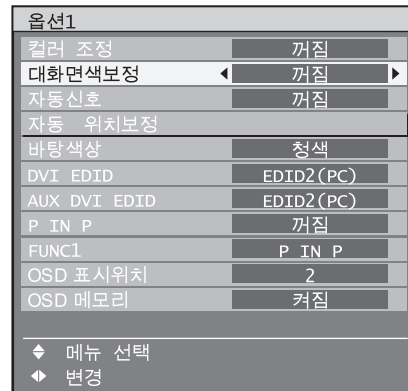 옵션1
컬러 조정 꺼짐
대화면색보정 꺼짐
자동신호 꺼짐
자동 위치보정
바탕색상 청색
DVI EDID EDID2(PC)
AUX DVI EDID EDID2(PC)
P IN P 꺼짐
FUNC1 P IN P
OSD 표시위치 2
OSD 메모리 켜짐
메뉴 선택
변경